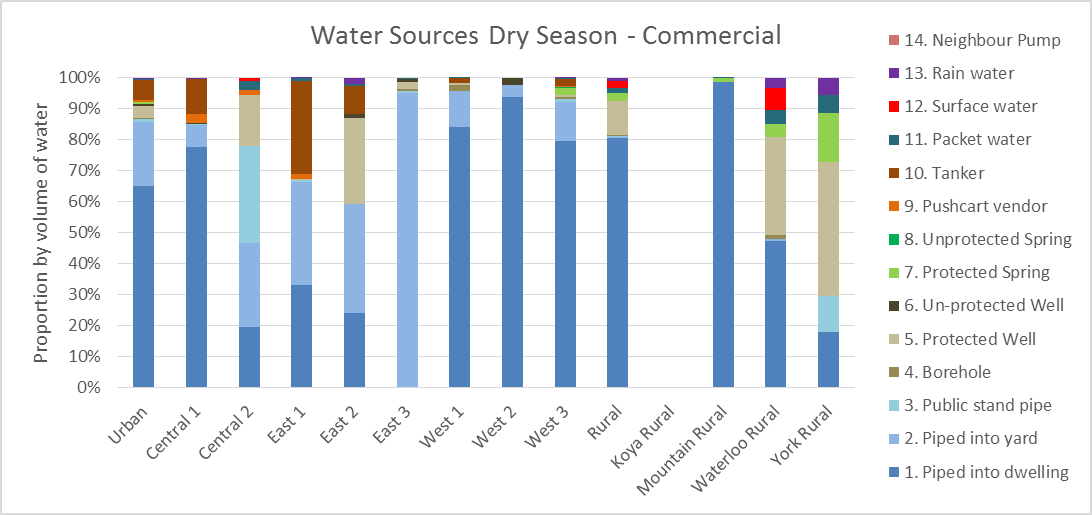 Water Sources Dry Season - Commercial
Proportion by volume of water
100%
90%
80%
70%
60%
50%
40%
30%
20%
10%
0%
Urban
Central 1
Central 2
East 1
East 2
East 3
West 1
West 2
West 3
Rural
Koya Rural
Mountain Rural
Waterloo Rural
York Rural
14. Neighbour Pump
13. Rain water
12. Surface water
11. Packet water
10. Tanker
9. Pushcart vendor
8. Unprotected Spring
7. Protected Spring
6. Un-protected Well
5. Protected Well
4. Borehole
3. Public stand pipe
2. Piped into yard
1. Piped into dwelling